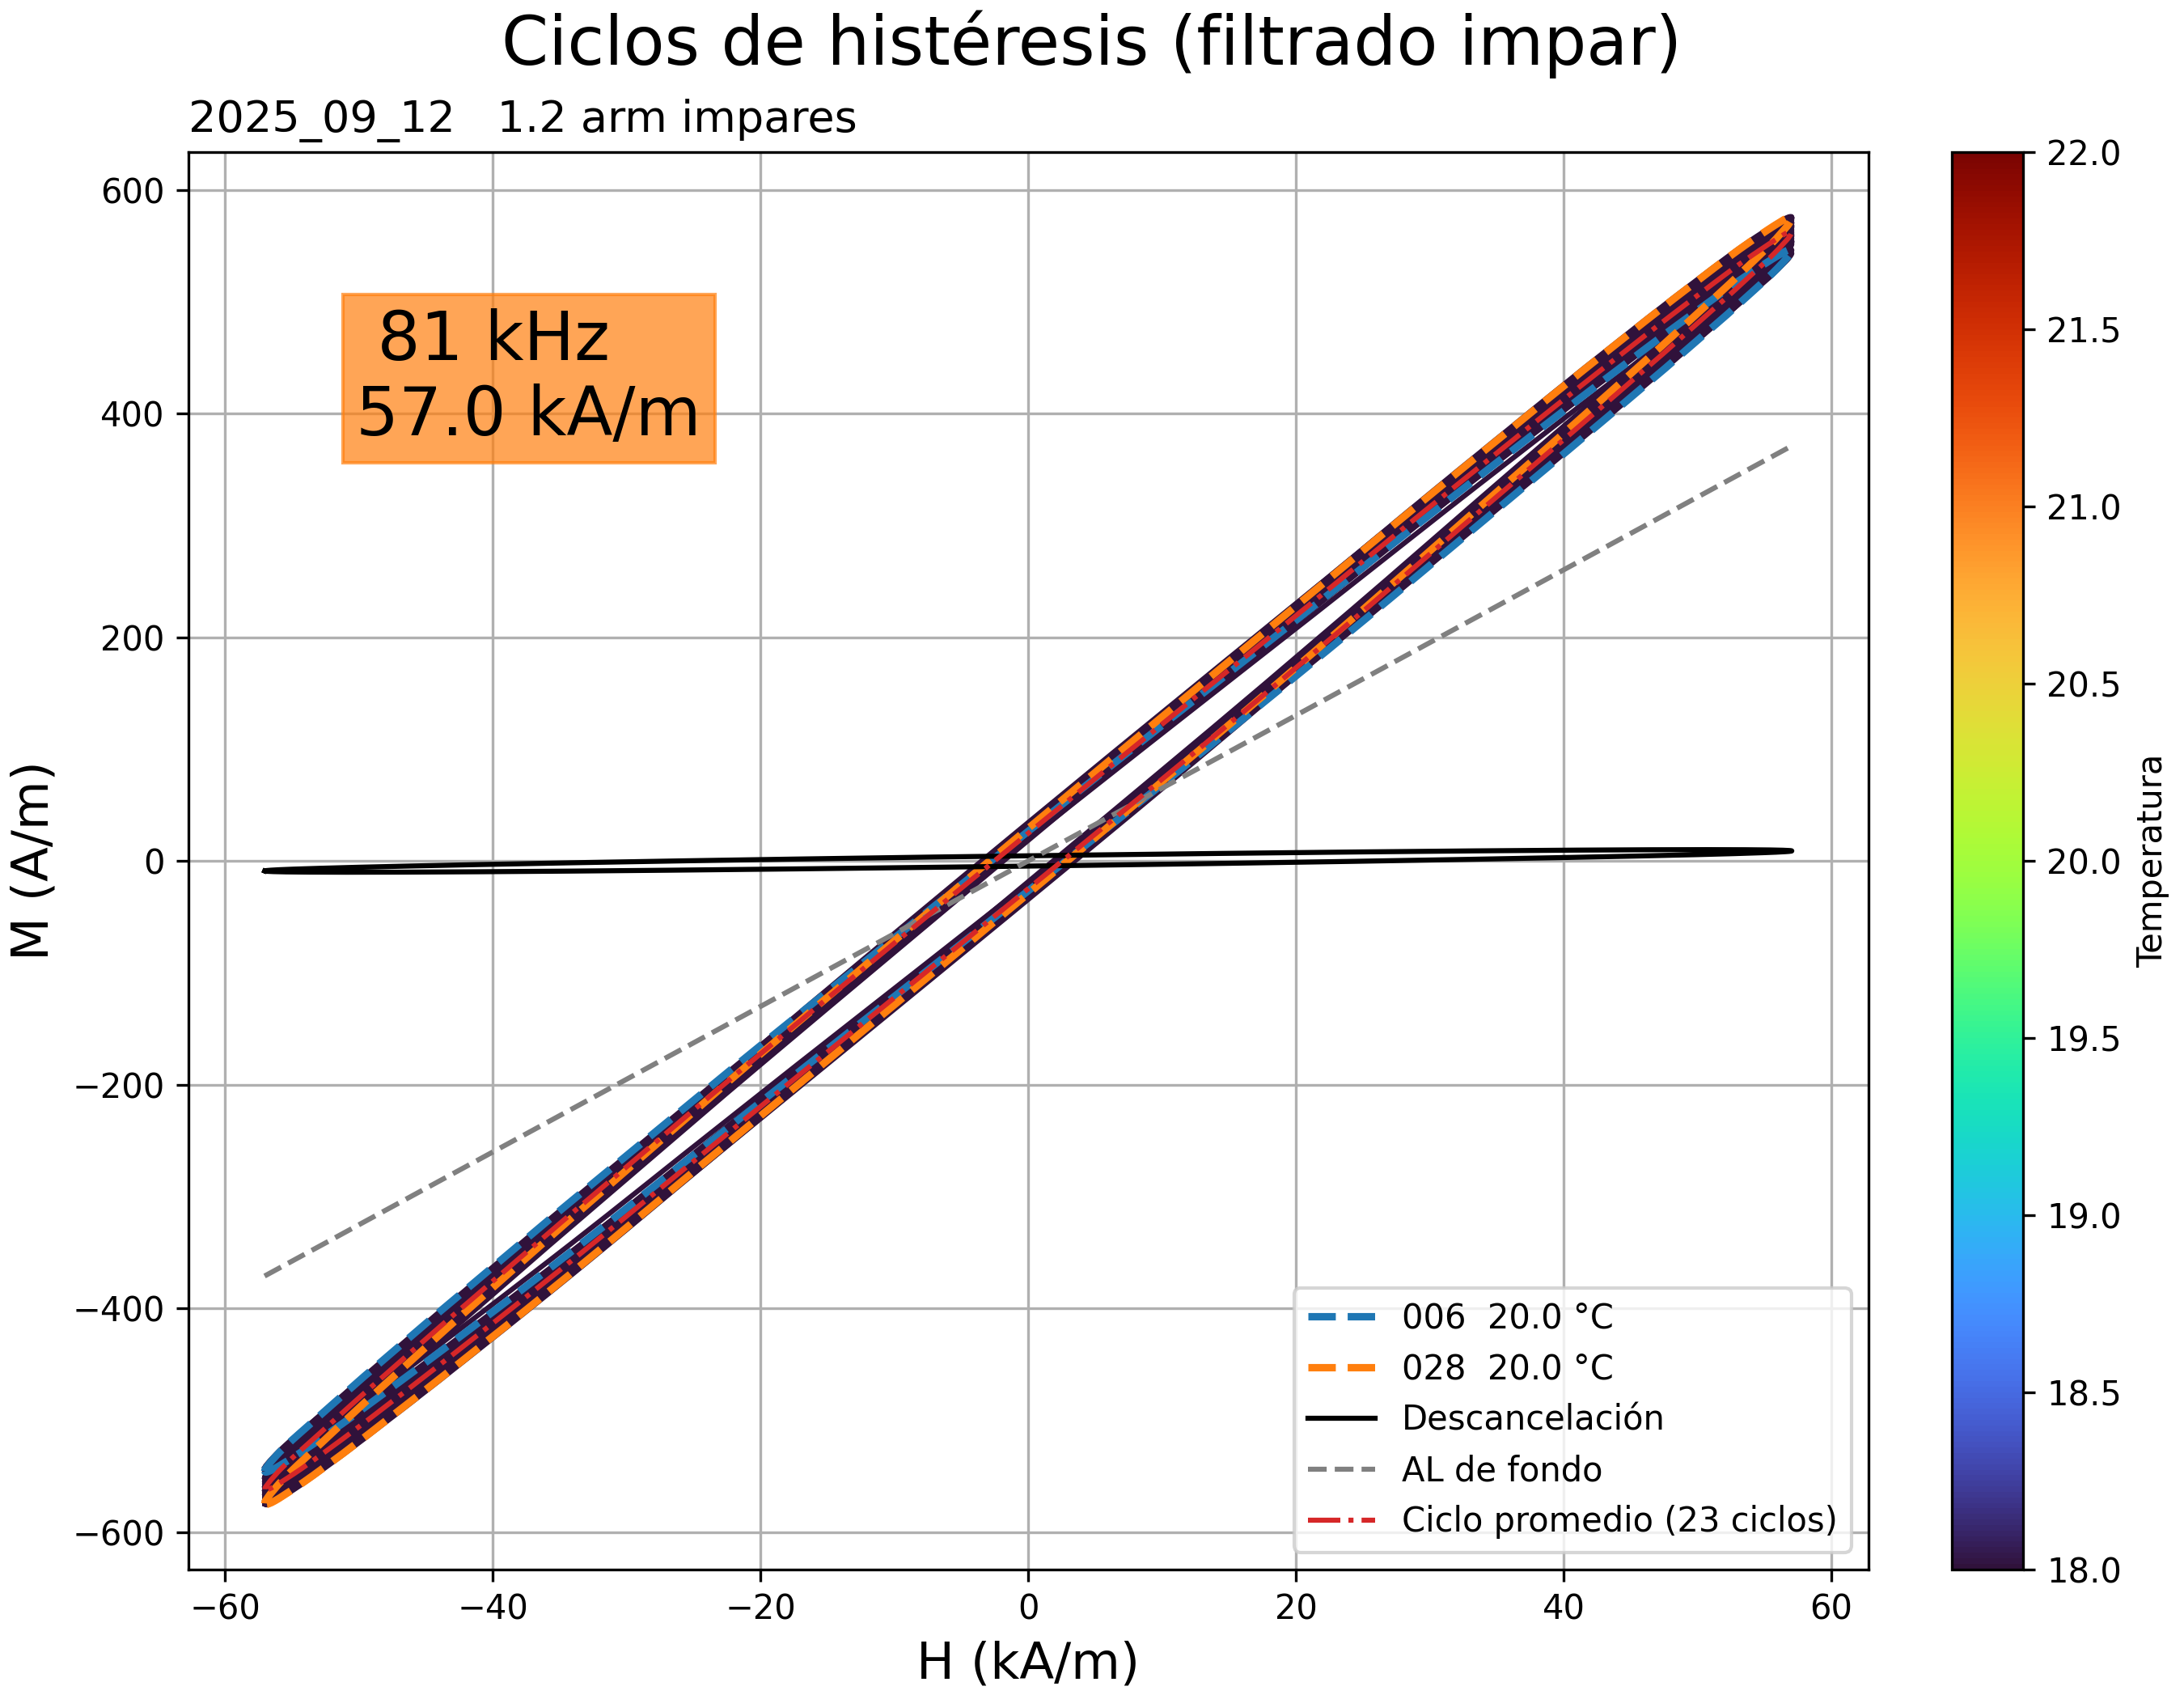 Ciclos de histéresis (filtrado impar)
2025_09_12   1.2 arm impares
81 kHz
57.0 kA/m
M (A/m)
600
400
200
0
−200
−400
−600
−60
−40
−20
0
20
40
60
H (kA/m)
006  20.0 °C
028  20.0 °C
Descancelación
AL de fondo
Ciclo promedio (23 ciclos)
22.0
21.5
21.0
20.5
20.0
19.5
19.0
18.5
18.0
Temperatura